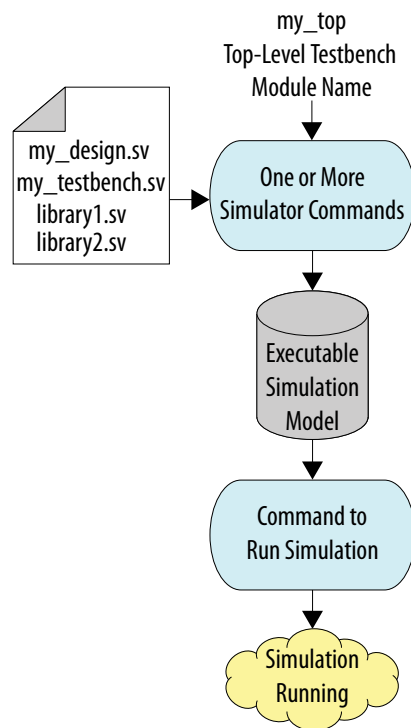 my_top
Top-Level Testbench
Module Name
my_design.sv
my_testbench.sv
library1.sv
library2.sv
One or More
Simulator Commands
Executable
Simulation
Model
Command to
Run Simulation
Simulation
Running